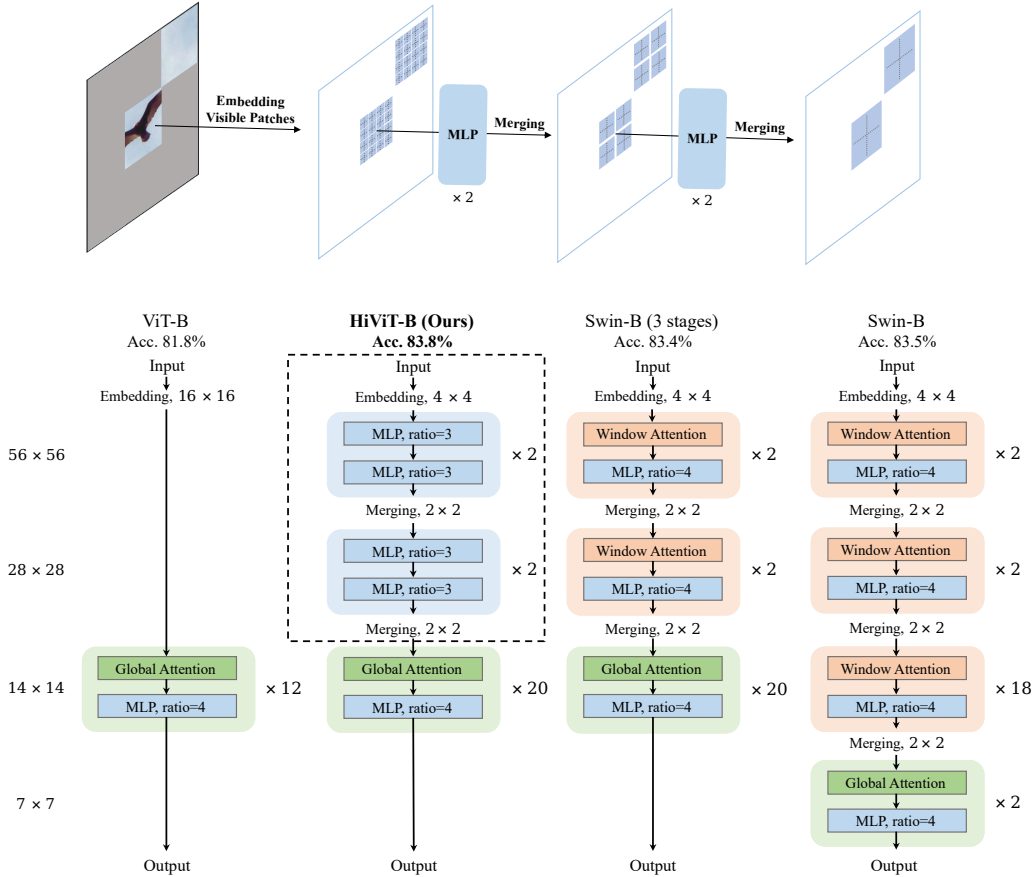 Embedding
Visible Patches
MLP
× 2
Merging
MLP
× 2
Merging
ViT-B
Acc. 81.8%
Input
Embedding, 16 × 16
Global Attention
MLP, ratio=4
× 12
Output
HiViT-B (Ours)
Acc. 83.8%
Input
Embedding, 4 × 4
MLP, ratio=3
MLP, ratio=3
× 2
Merging, 2 × 2
MLP, ratio=3
MLP, ratio=3
× 2
Merging, 2 × 2
Global Attention
MLP, ratio=4
× 20
Output
Swin-B (3 stages)
Acc. 83.4%
Input
Embedding, 4 × 4
Window Attention
MLP, ratio=4
× 2
Merging, 2 × 2
Window Attention
MLP, ratio=4
× 2
Merging, 2 × 2
Global Attention
MLP, ratio=4
× 20
Output
Swin-B
Acc. 83.5%
Input
Embedding, 4 × 4
Window Attention
MLP, ratio=4
× 2
Merging, 2 × 2
Window Attention
MLP, ratio=4
× 2
Merging, 2 × 2
Window Attention
MLP, ratio=4
× 18
Merging, 2 × 2
Global Attention
MLP, ratio=4
× 2
Output
56 × 56
28 × 28
14 × 14
7 × 7